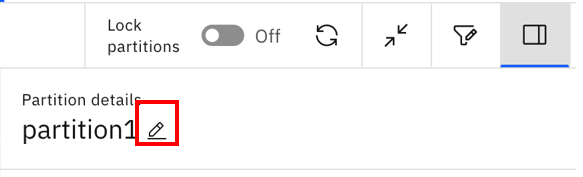 Lock
partitions
Off
Partition details
partition1